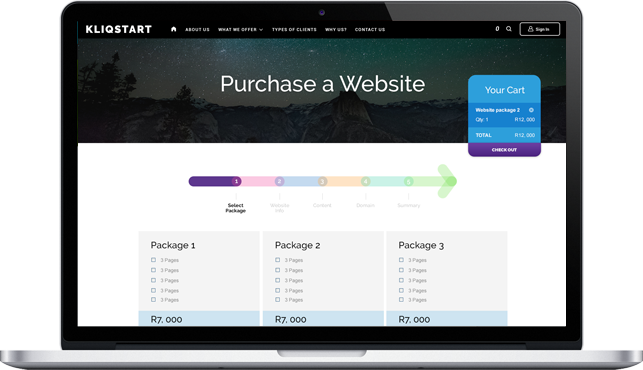 KLIQSTART
ABOUT US
WHAT WE OFFER
TYPES OF CLIENTS
WHY US?
CONTACT US
0
Sign In
Purchase a Website
Your Cart
Website package 2
Qty: 1 R12, 000
TOTAL R12, 000
CHECK OUT
1 2 3 4 5
Select
Package
Website
Info
Content
Domain
Summary
Package 1
3 Pages
3 Pages
3 Pages
3 Pages
3 Pages
R7, 000
Package 2
3 Pages
3 Pages
3 Pages
3 Pages
3 Pages
R7, 000
Package 3
3 Pages
3 Pages
3 Pages
3 Pages
3 Pages
R7, 000